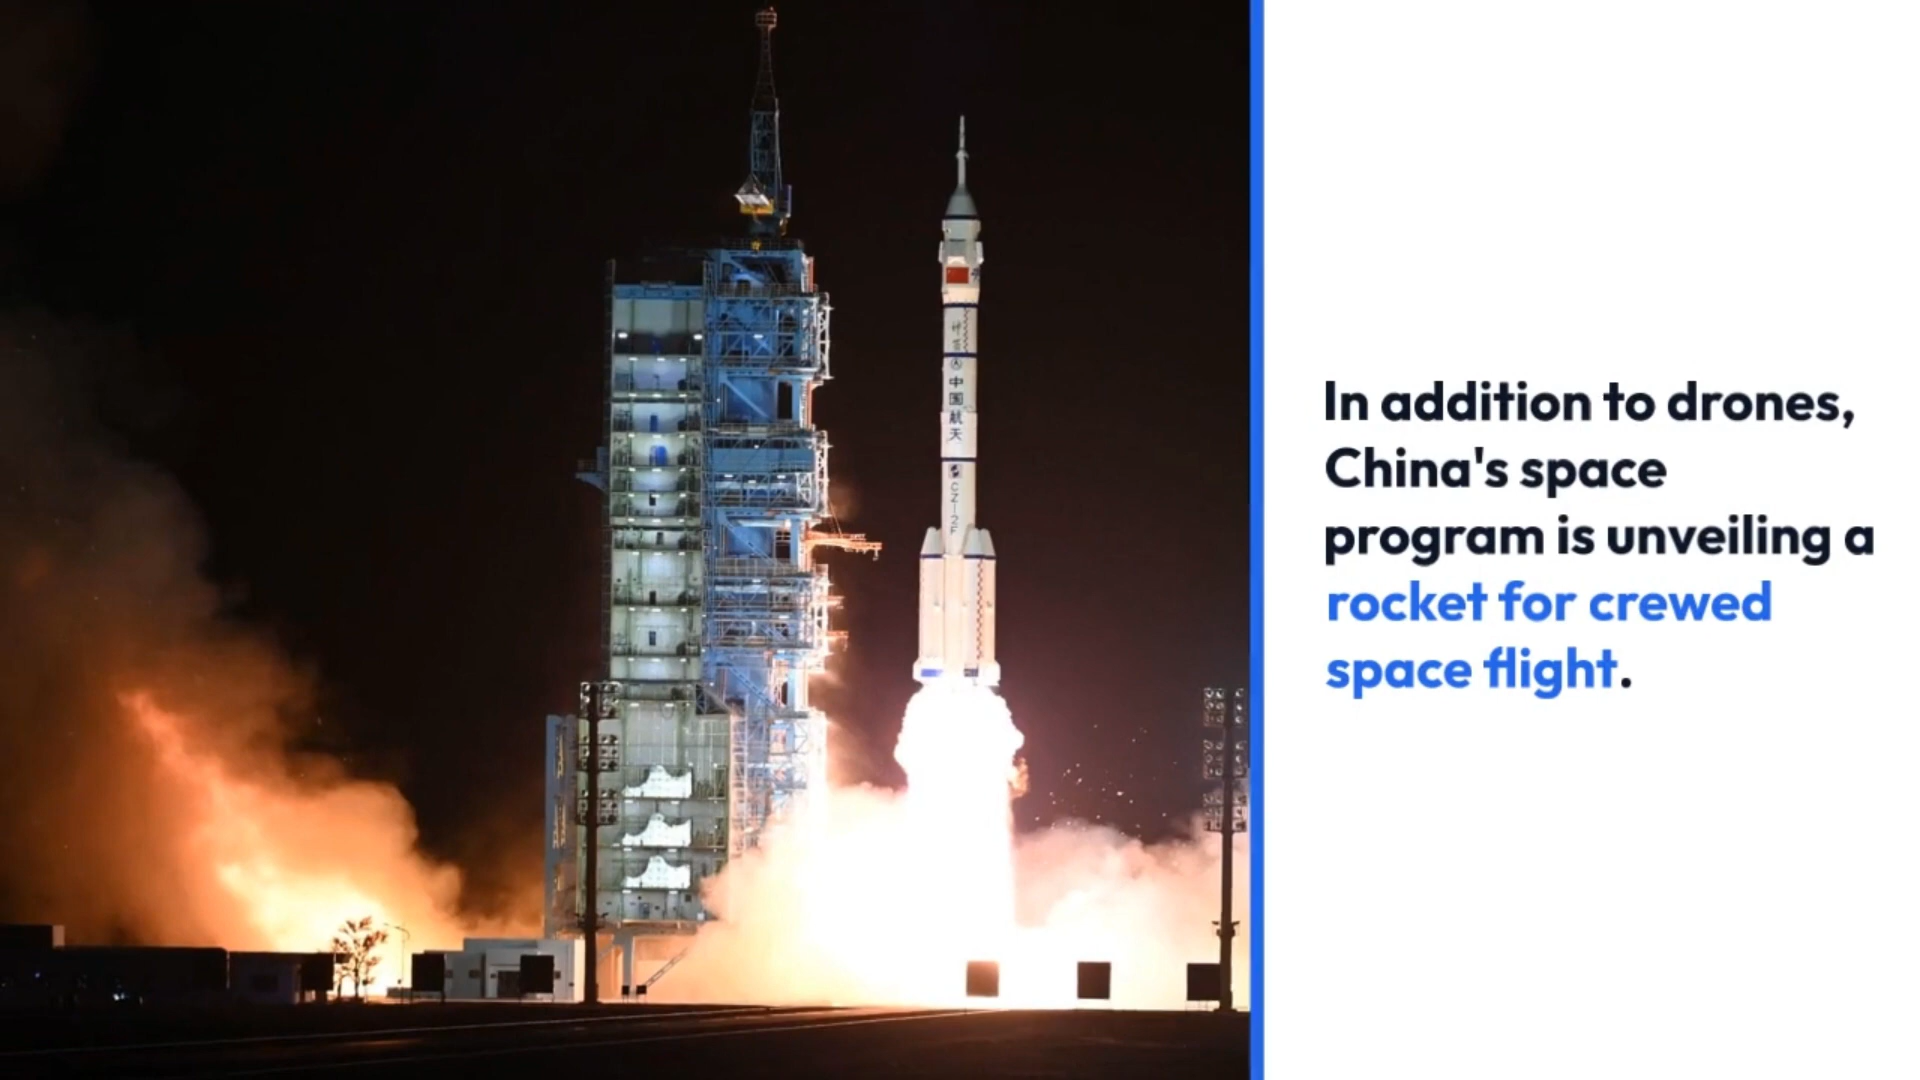 神
中
国
航
天
CZ-2F
In addition to drones,
China's space
program is unveiling a
rocket for crewed
space flight.